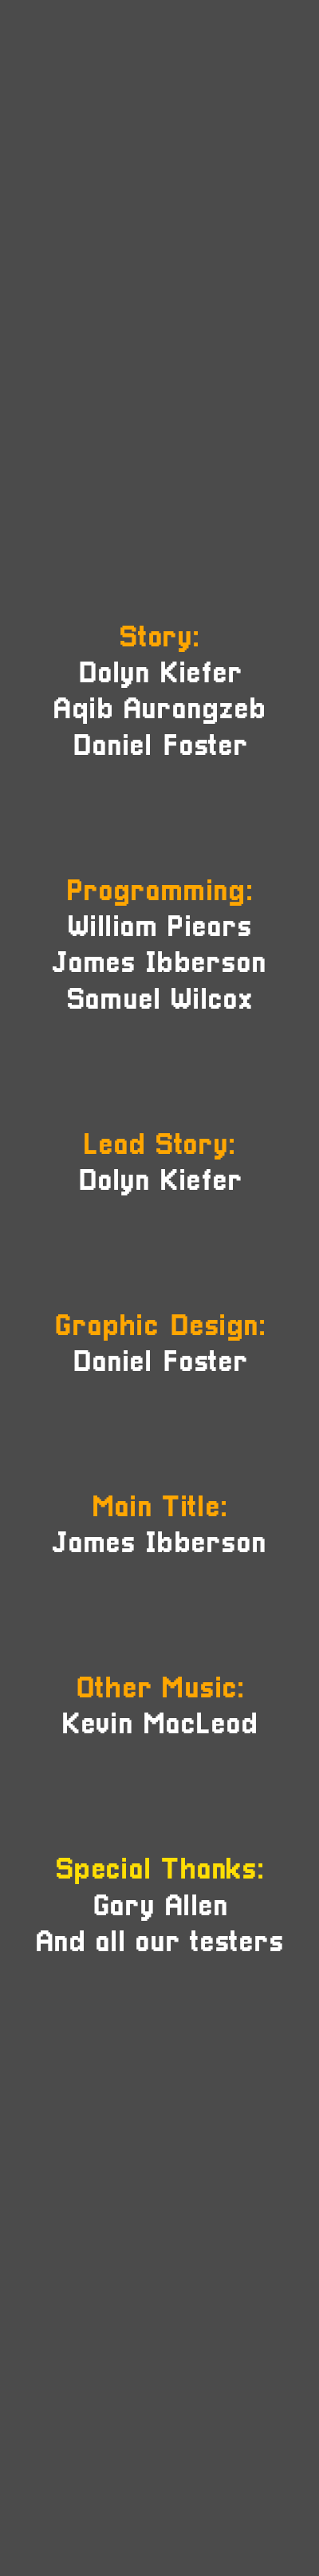 Story:
Dolyn Kiefer
Aqib Aurangzeb
Daniel Foster
Programming:
William Piears
James Ibberson
Samuel Wilcox
Lead Story:
Dolyn Kiefer
Graphic Design:
Daniel Foster
Main Title:
James Ibberson
Other Music:
Kevin MacLeod
Special Thanks:
Gary Allen
And all our testers